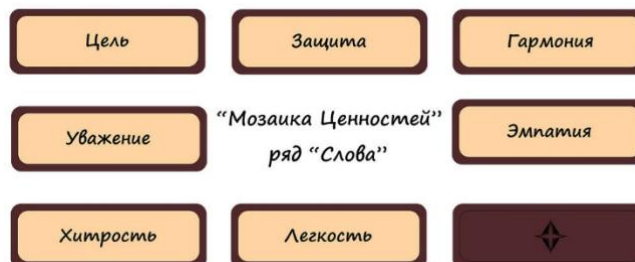 Цель
Защита
Гармония
Уважение
“Мозаика Ценностей”
ряд “Слова”
Эмпатия
Хитрость
Легкость